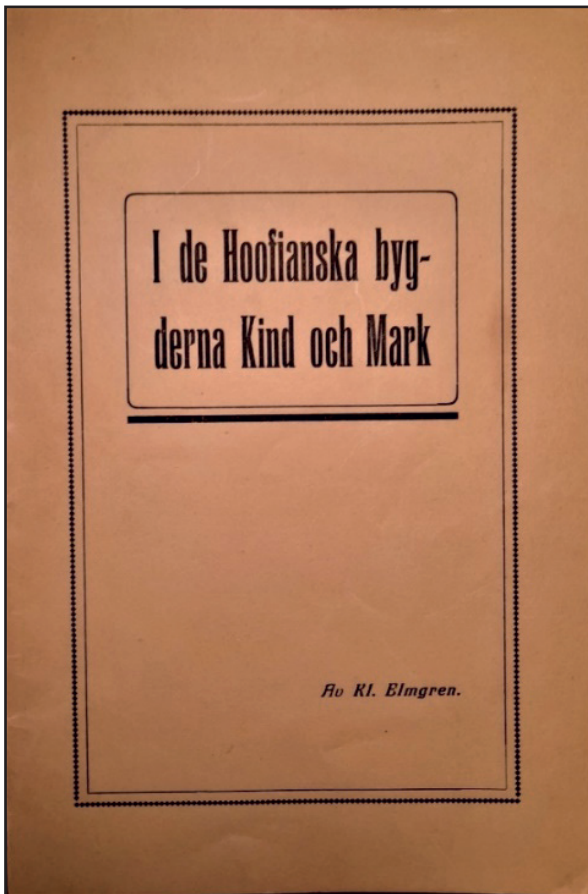 I de Hoofianska byg-
derna Kind och Mark
Av Kl. Elmgren.